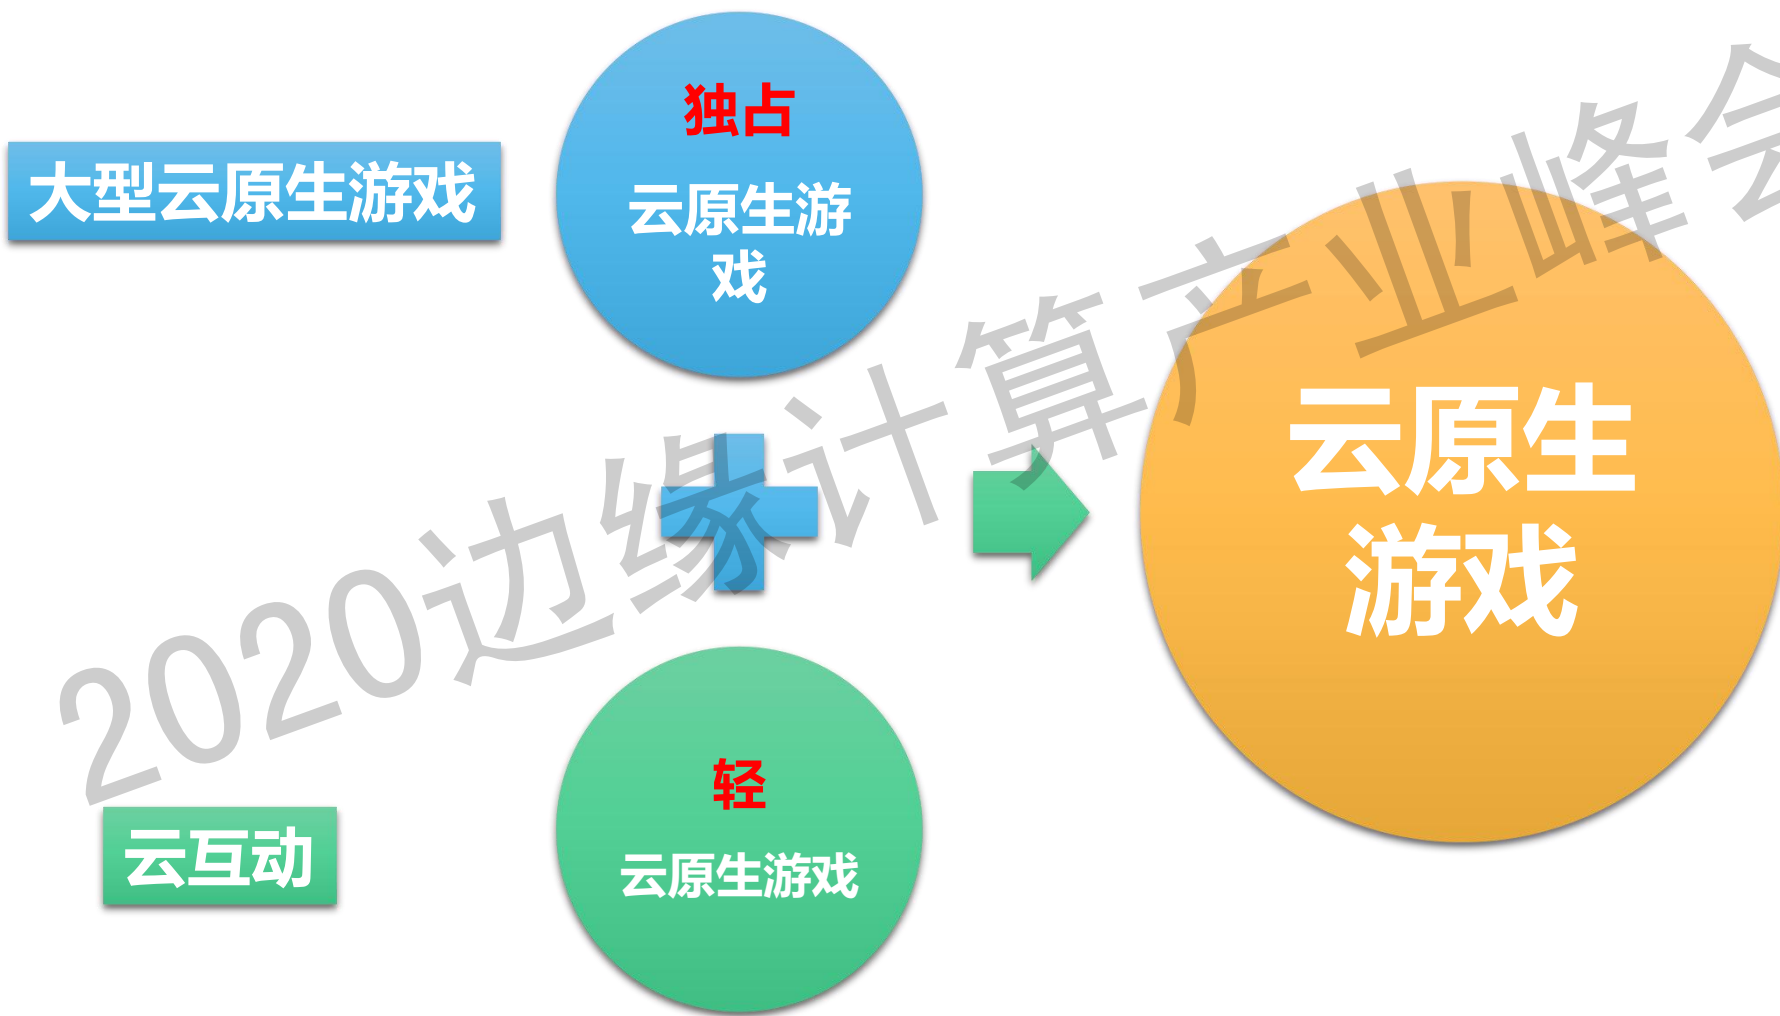 独占
大型云原生游戏
云原生游
戏
云原生
游戏
轻
云互动
云原生游戏
2020边缘计算产业峰会